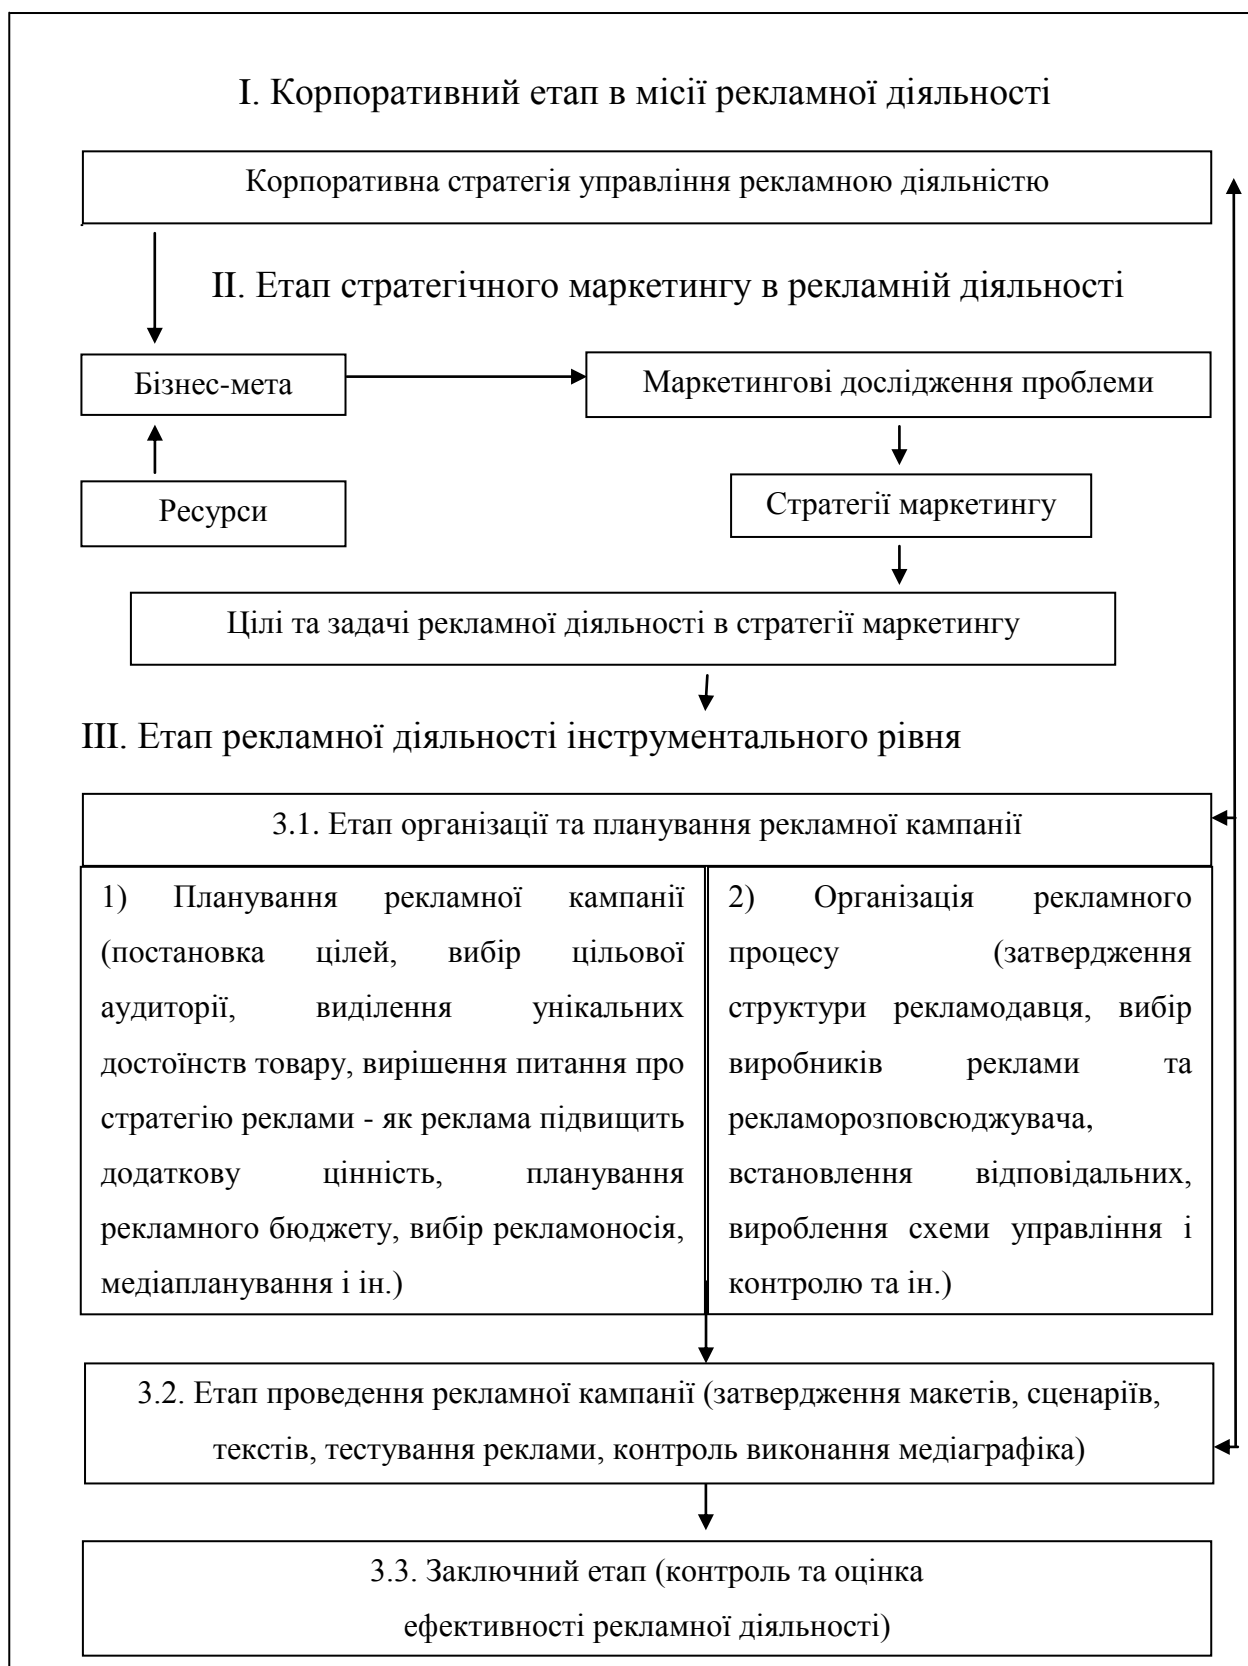 І. Корпоративний етап в місії рекламної діяльності
Корпоративна стратегія управління рекламною діяльністю
ІІ. Етап стратегічного маркетингу в рекламній діяльності
Бізнес-мета
Маркетингові дослідження проблеми
Ресурси
Стратегії маркетингу
Цілі та задачі рекламної діяльності в стратегії маркетингу
ІІІ. Етап рекламної діяльності інструментального рівня
3.1. Етап організації та планування рекламної кампанії
1) Планування рекламної кампанії
(постановка цілей, вибір цільової
аудиторії, виділення унікальних
достоїнств товару, вирішення питання про
стратегію реклами - як реклама підвищить
додаткову цінність, планування
рекламного бюджету, вибір рекламоносія,
медіапланування і ін.)
2) Організація рекламного
процесу (затвердження
структури рекламодавця, вибір
виробників реклами та
рекламорозповсюджувача,
встановлення відповідальних,
вироблення схеми управління і
контролю та ін.)
3.2. Етап проведення рекламної кампанії (затвердження макетів, сценаріїв,
текстів, тестування реклами, контроль виконання медіаграфіка)
3.3. Заключний етап (контроль та оцінка
ефективності рекламної діяльності)